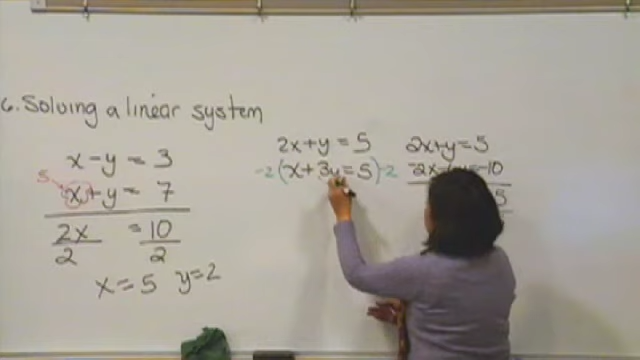 6. Solving a linear system
x - y = 3
5
x + y = 7
2x = 10
2 2
x = 5 y = 2
2x + y = 5
-2 ( x + 3y = 5 ) -2
2x + y = 5
-2x = -10
5